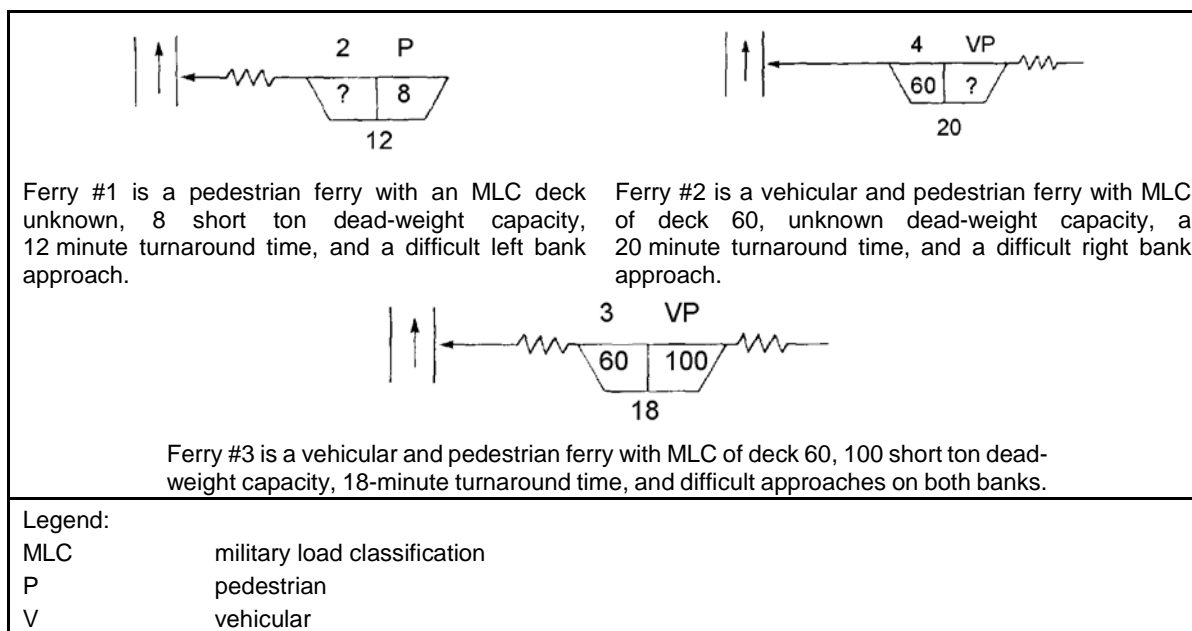 2 P
? 8
12
4 VP
60 ?
20
Ferry #1 is a pedestrian ferry with an MLC deck
unknown, 8 short ton dead-weight capacity,
12 minute turnaround time, and a difficult left bank
approach.
Ferry #2 is a vehicular and pedestrian ferry with MLC
of deck 60, unknown dead-weight capacity, a
20 minute turnaround time, and a difficult right bank
approach.
3 VP
60 100
18
Ferry #3 is a vehicular and pedestrian ferry with MLC of deck 60, 100 short ton dead-
weight capacity, 18-minute turnaround time, and difficult approaches on both banks.
Legend:
MLC military load classification
P pedestrian
V vehicular